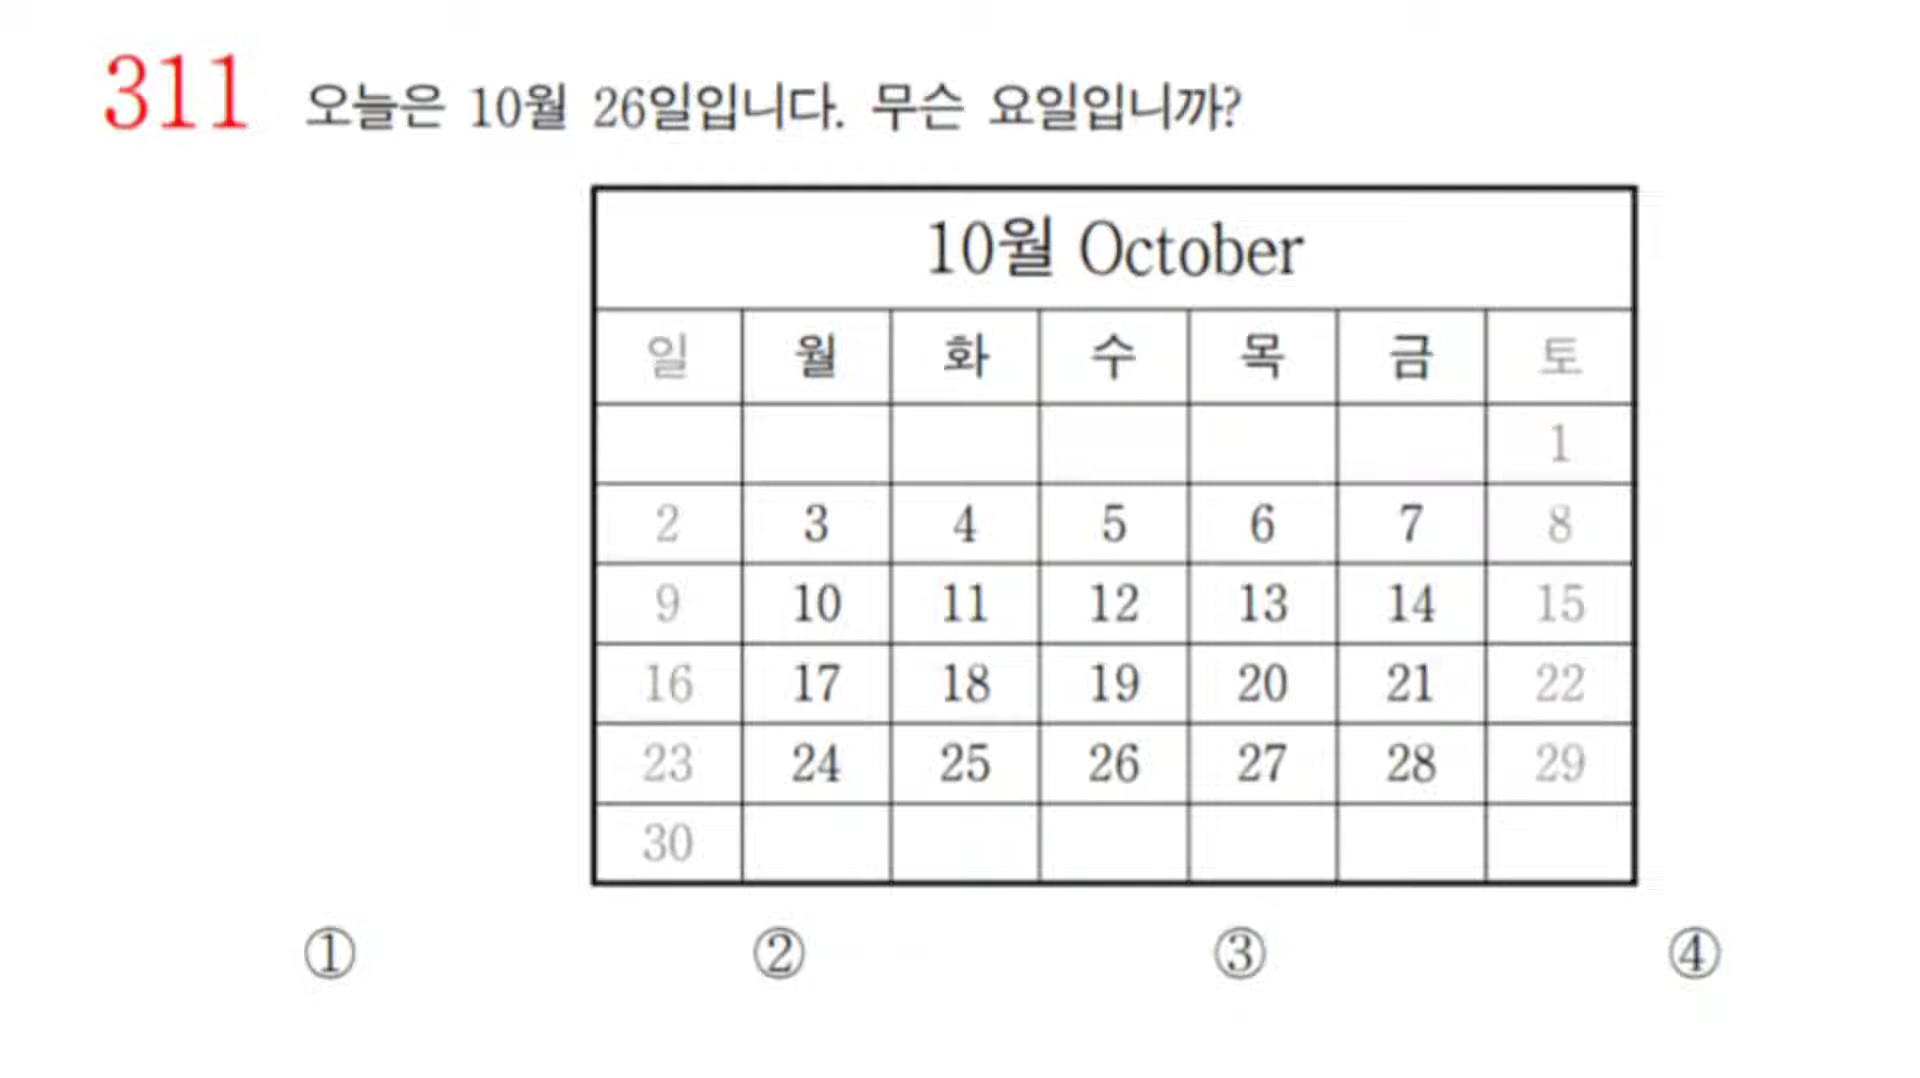 311 오늘은 10월 26일입니다. 무슨 요일입니까?
10월 October
일 월 화 수 목 금 토
1
2 3 4 5 6 7 8
9 10 11 12 13 14 15
16 17 18 19 20 21 22
23 24 25 26 27 28 29
30
① ② ③ ④